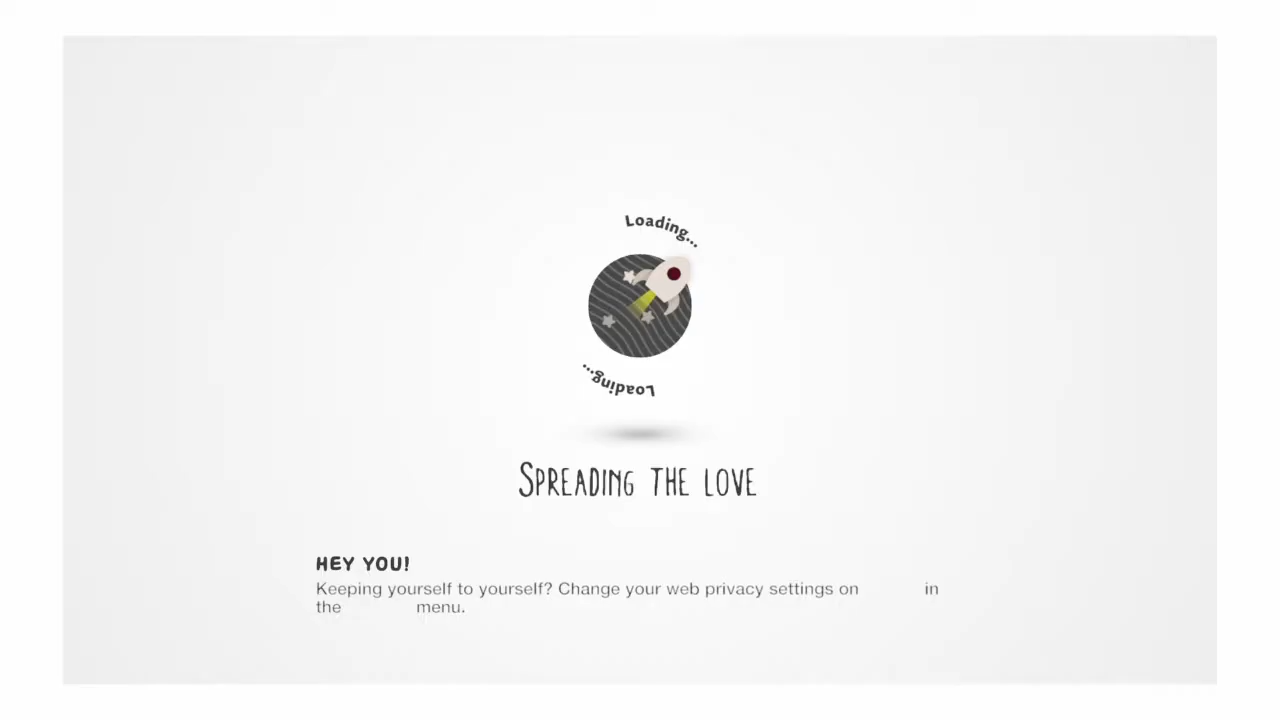 Loading...
Loading...
SPREADING THE LOVE
HEY YOU!
Keeping yourself to yourself? Change your web privacy settings on in
the menu.